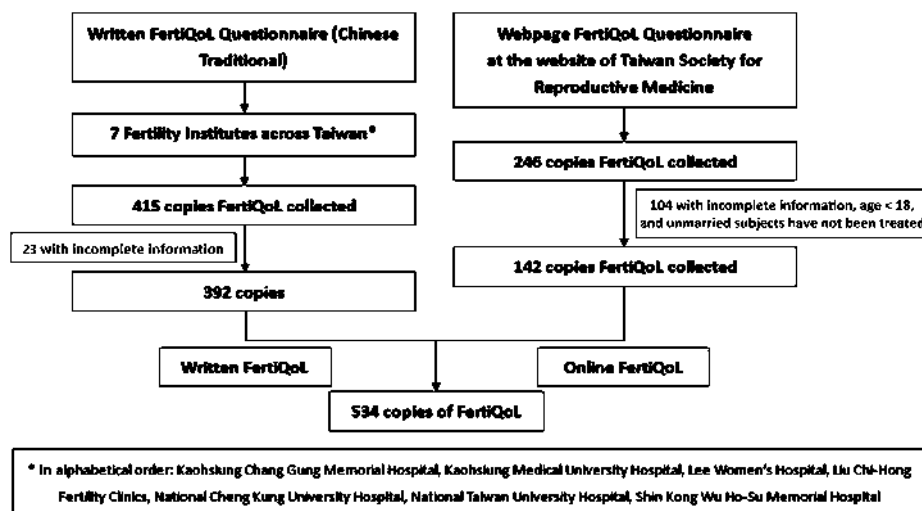 Written FertiQoL Questionnaire (Chinese
Traditional)
7 Fertility Institutes across Taiwan*
415 copies FertiQoL collected
23 with incomplete information
392 copies
Webpage FertiQoL Questionnaire
at the website of Taiwan Society for
Reproductive Medicine
246 copies FertiQoL collected
104 with incomplete information, age < 18,
and unmarried subjects have not been treated
142 copies FertiQoL collected
Written FertiQoL
Online FertiQoL
534 copies of FertiQoL
* In alphabetical order: Kaohsiung Chang Gung Memorial Hospital, Kaohsiung Medical University Hospital, Lee Women's Hospital, Liu Chi-Hong
Fertility Clinics, National Cheng Kung University Hospital, National Taiwan University Hospital, Shin Kong Wu Ho-Su Memorial Hospital